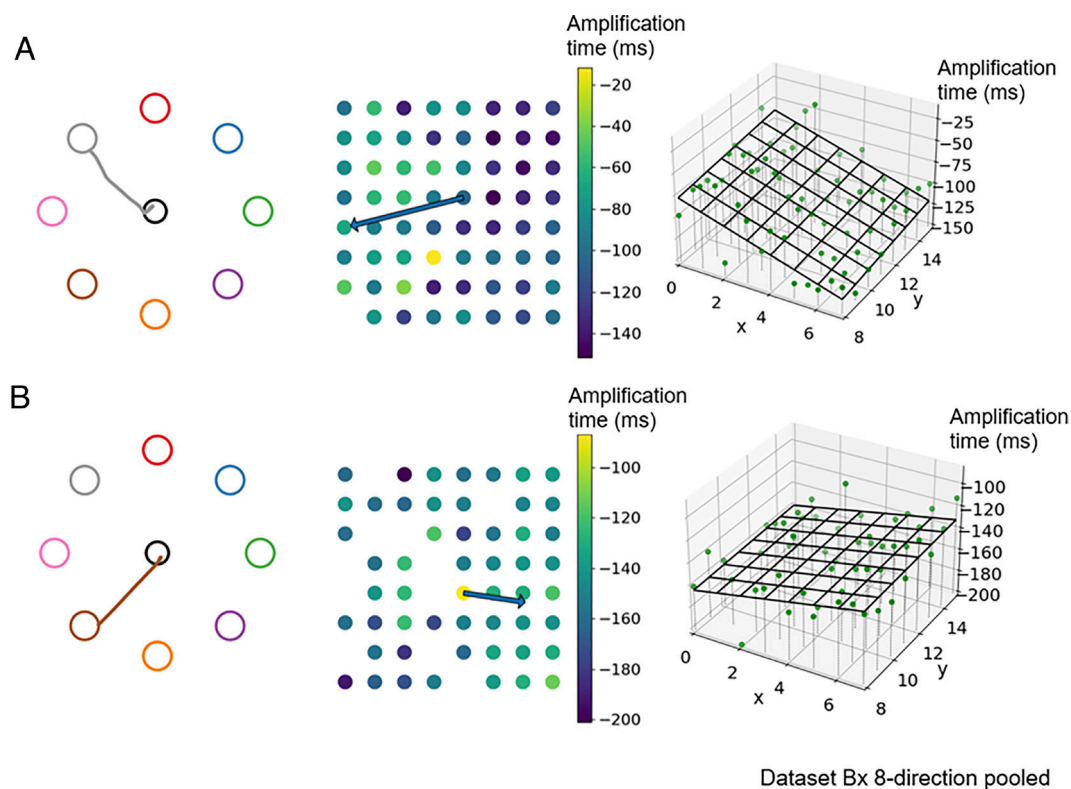 A
Amplification
time (ms)
−20
−40
−60
−80
−100
−120
−140
Amplification
time (ms)
−25
−50
−75
−100
−125
−150
0
2
4
6
x
8
10
12
14
y
B
Amplification
time (ms)
−100
−120
−140
−160
−180
−200
Amplification
time (ms)
−100
−120
−140
−160
−180
−200
0
2
4
6
x
8
10
12
14
y
Dataset Bx 8-direction pooled